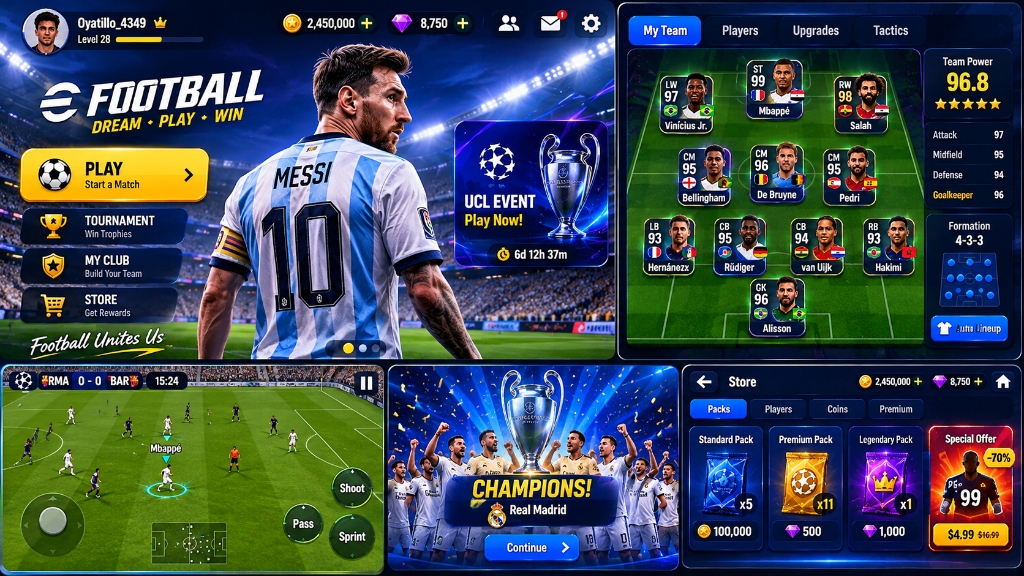 Oyatillo_4349
Level 28
2,450,000 +
8,750 +
FOOTBALL
DREAM • PLAY • WIN
PLAY
Start a Match
TOURNAMENT
Win Trophies
MY CLUB
Build Your Team
STORE
Get Rewards
Football Unites Us
MESSI
10
UCL EVENT
Play Now!
6d 12h 37m
My Team
Players
Upgrades
Tactics
LW
97
Vinícius Jr.
ST
99
Mbappé
RW
98
Salah
CM
95
Bellingham
CM
96
De Bruyne
CM
95
Pedri
LB
93
Hernánezx
CB
95
Rüdiger
CB
94
van Uijk
RB
93
Hakimi
GK
96
Alisson
Team Power
96.8
Attack 97
Midfield 95
Defense 94
Goalkeeper 96
Formation
4-3-3
Auto Lineup
RMA 0 - 0 BAR
15:24
Mbappé
Shoot
Pass
Sprint
CHAMPIONS!
Real Madrid
Continue
Store
2,450,000 +
8,750 +
Packs
Players
Coins
Premium
Standard Pack
x5
100,000
Premium Pack
x11
500
Legendary Pack
x1
1,000
Special Offer
-70%
99
$4.99 $16.99